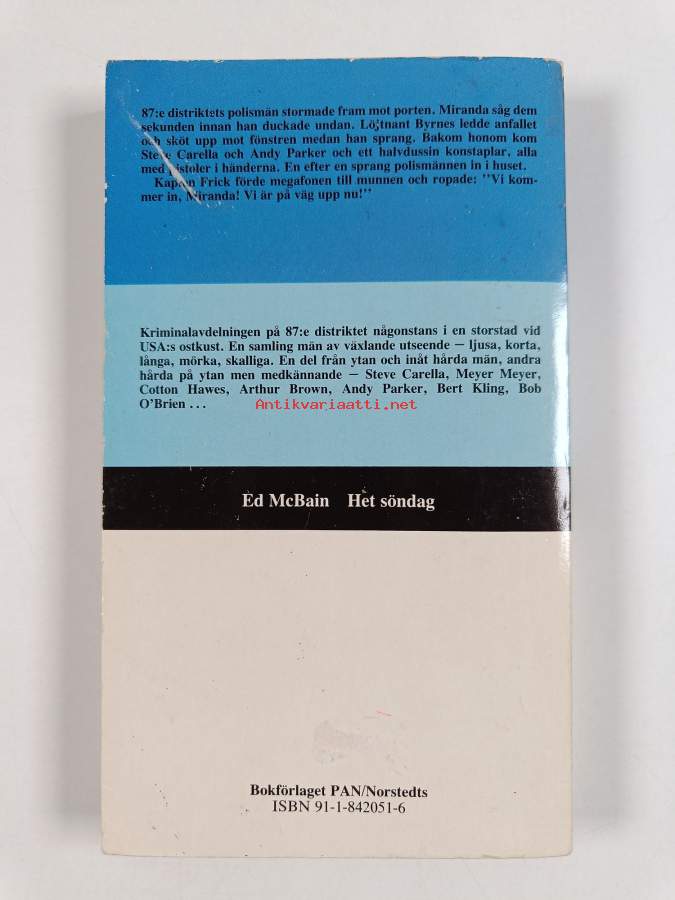 87:e distriktets polismän stormade fram mot porten. Miranda såg dem
sekunden innan han duckade undan. Löjtnant Byrnes ledde anfallet
och sköt upp mot fönstren medan han sprang. Bakom honom kom
Steve Carella och Andy Parker och ett halvdussin konstaplar, alla
med pistoler i händerna. En efter en sprang polismännen in i huset.
Kapten Frick förde megafonen till munnen och ropade: "Vi kom-
mer in, Miranda! Vi är på väg upp nu!"
Kriminalavdelningen på 87:e distriktet någonstans i en storstad vid
USA:s ostkust. En samling män av växlande utseende — ljusa, korta,
långa, mörka, skalliga. En del från ytan och inåt hårda män, andra
hårda på ytan men medkännande — Steve Carella, Meyer Meyer,
Cotton Hawes, Arthur Brown, Andy Parker, Bert Kling, Bob
O'Brien ...
Antikvariaatti.net
Ed McBain Het söndag
Bokförlaget PAN/Norstedts
ISBN 91-1-842051-6